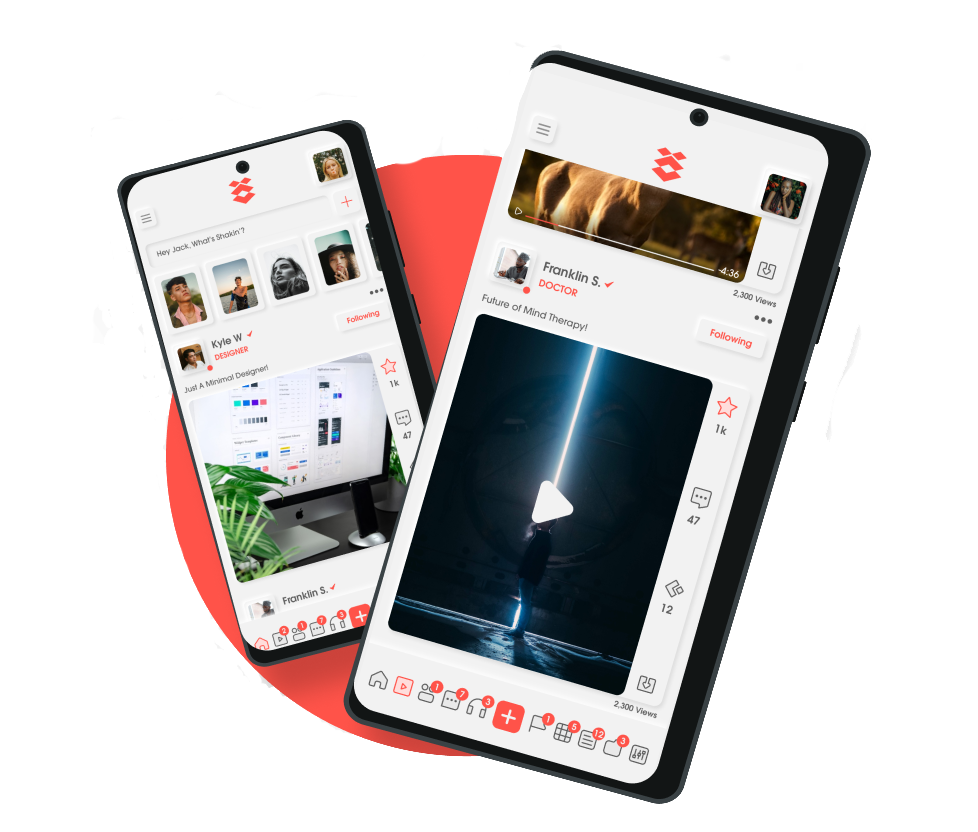 Hey Jack. What's Shakin'?
Kyle W
DESIGNER
Following
Just A Minimal Designer!
1k
47
Franklin S.
2
1
7
3
-4:36
2,300 Views
Franklin S.
DOCTOR
Following
Future of Mind Therapy!
1k
47
12
2,300 Views
1
7
3
1
5
12
3